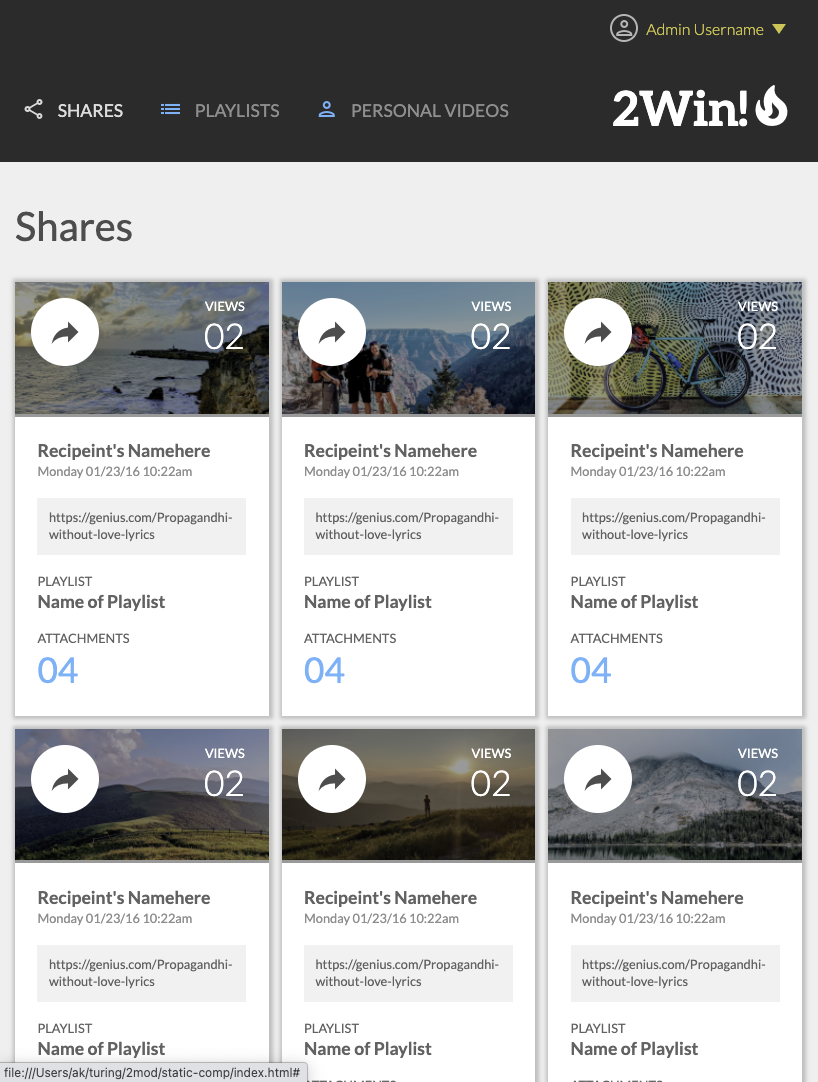 Admin Username
SHARES PLAYLISTS PERSONAL VIDEOS 2Win!
Shares
VIEWS VIEWS VIEWS
02 02 02
Recipeint's Namehere Recipeint's Namehere Recipeint's Namehere
Monday 01/23/16 10:22am Monday 01/23/16 10:22am Monday 01/23/16 10:22am
https://genius.com/Propagandhi- https://genius.com/Propagandhi- https://genius.com/Propagandhi-
without-love-lyrics without-love-lyrics without-love-lyrics
PLAYLIST PLAYLIST PLAYLIST
Name of Playlist Name of Playlist Name of Playlist
ATTACHMENTS ATTACHMENTS ATTACHMENTS
04 04 04
VIEWS VIEWS VIEWS
02 02 02
Recipeint's Namehere Recipeint's Namehere Recipeint's Namehere
Monday 01/23/16 10:22am Monday 01/23/16 10:22am Monday 01/23/16 10:22am
https://genius.com/Propagandhi- https://genius.com/Propagandhi- https://genius.com/Propagandhi-
without-love-lyrics without-love-lyrics without-love-lyrics
PLAYLIST PLAYLIST PLAYLIST
Name of Playlist Name of Playlist Name of Playlist
file:///Users/ak/turing/2mod/static-comp/index.html#